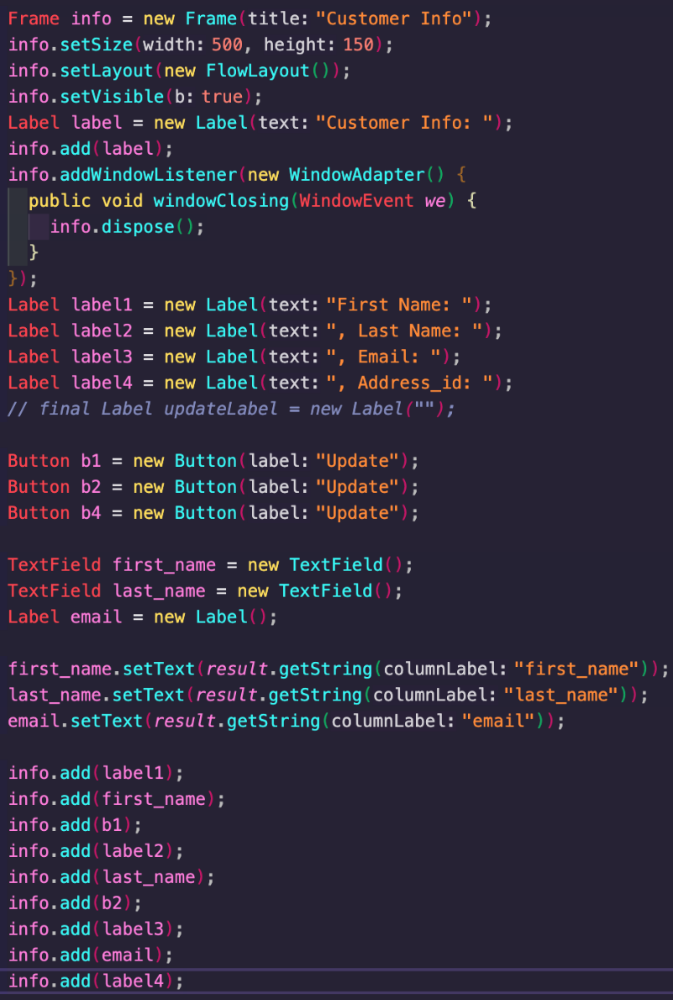 Frame info = new Frame(title: "Customer Info");
info.setSize(width: 500, height: 150);
info.setLayout(new FlowLayout());
info.setVisible(b: true);
Label label = new Label(text: "Customer Info: ");
info.add(label);
info.addWindowListener(new WindowAdapter() {
  public void windowClosing(WindowEvent we) {
    info.dispose();
  }
});
Label label1 = new Label(text: "First Name: ");
Label label2 = new Label(text: ", Last Name: ");
Label label3 = new Label(text: ", Email: ");
Label label4 = new Label(text: ", Address_id: ");
// final Label updateLabel = new Label("");

Button b1 = new Button(label: "Update");
Button b2 = new Button(label: "Update");
Button b4 = new Button(label: "Update");

TextField first_name = new TextField();
TextField last_name = new TextField();
Label email = new Label();

first_name.setText(result.getString(columnLabel: "first_name"));
last_name.setText(result.getString(columnLabel: "last_name"));
email.setText(result.getString(columnLabel: "email"));

info.add(label1);
info.add(first_name);
info.add(b1);
info.add(label2);
info.add(last_name);
info.add(b2);
info.add(label3);
info.add(email);
info.add(label4);